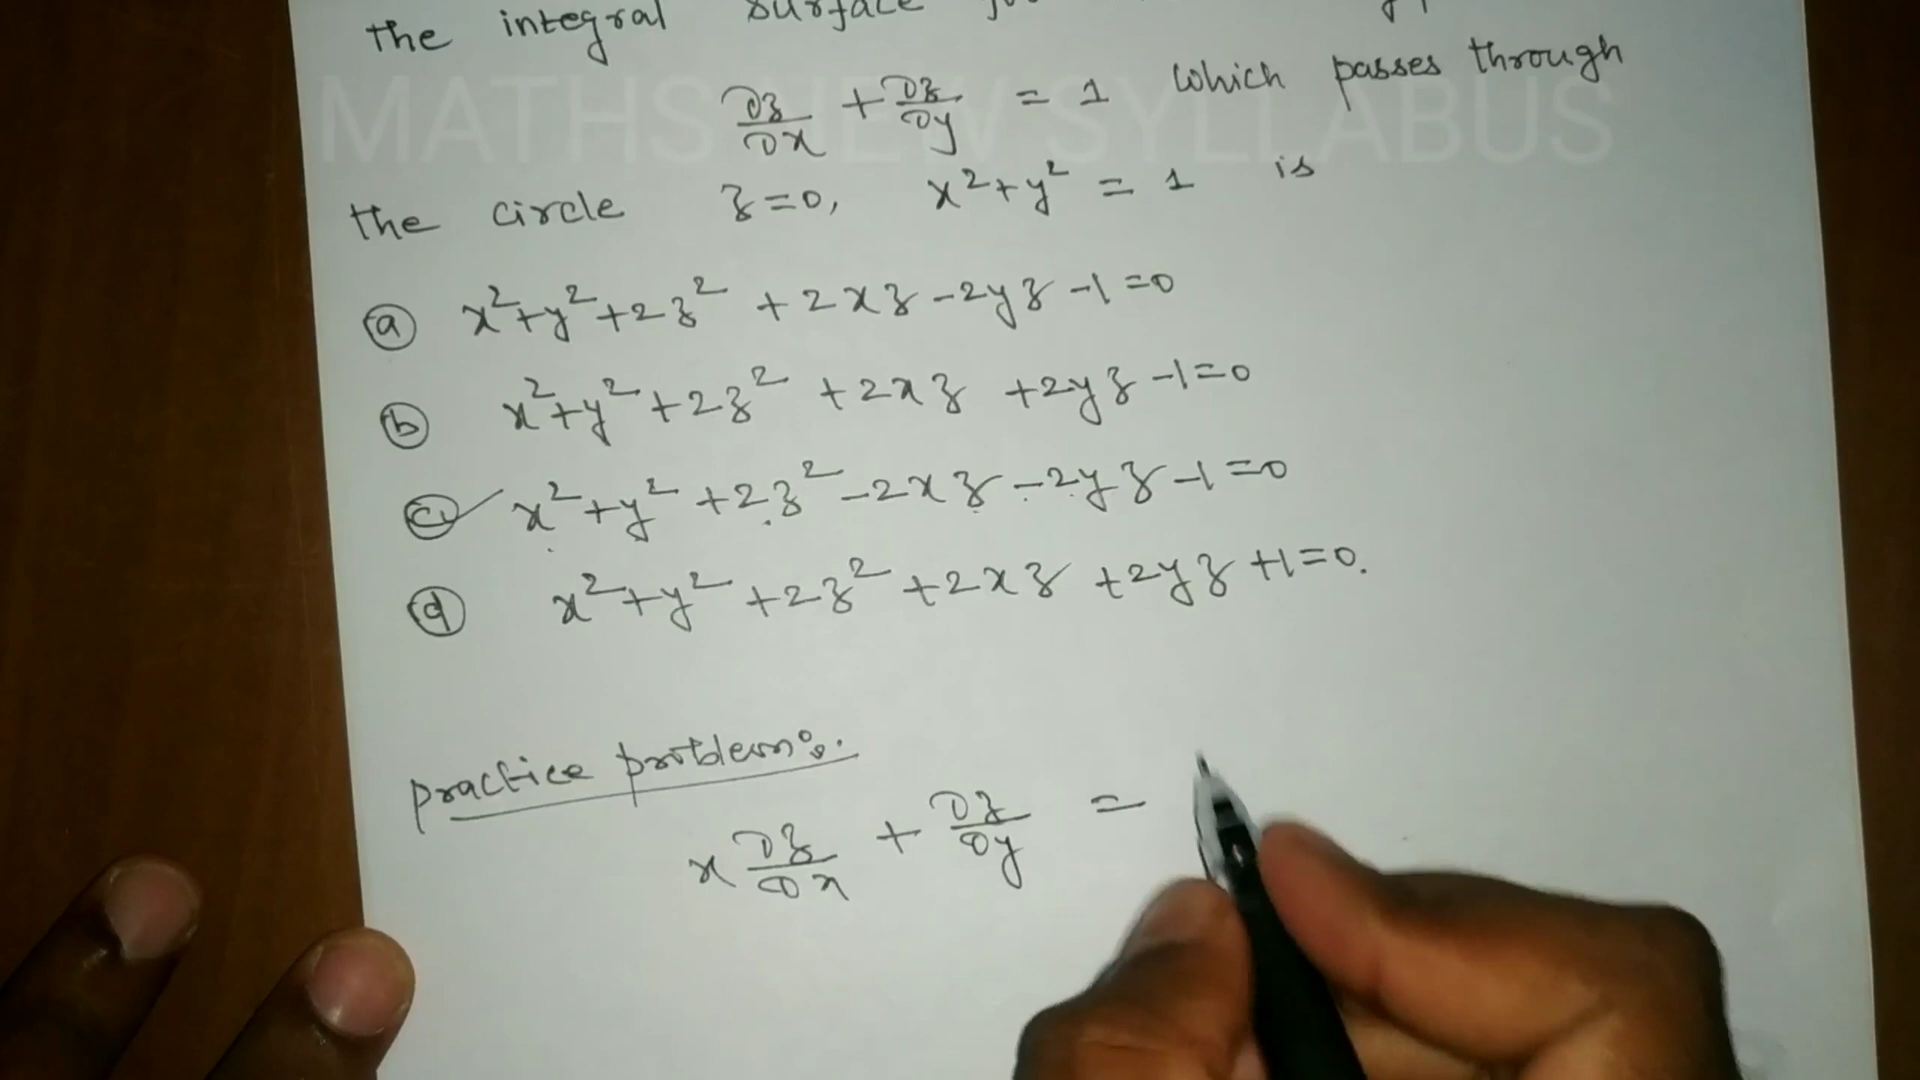 the integral surface
∂z/∂x + ∂z/∂y = 1 which passes through
the circle z=0, x²+y² = 1 is
ⓐ x²+y²+2z² + 2xz -2yz -1=0
ⓑ x²+y²+2z² +2xz +2yz -1=0
ⓒ✓ x²+y² +2z² -2xz -2yz -1=0
ⓓ x²+y² +2z² +2xz +2yz +1=0.
practice problem:
x ∂z/∂x + ∂z/∂y =
MATHS NEW SYLLABUS